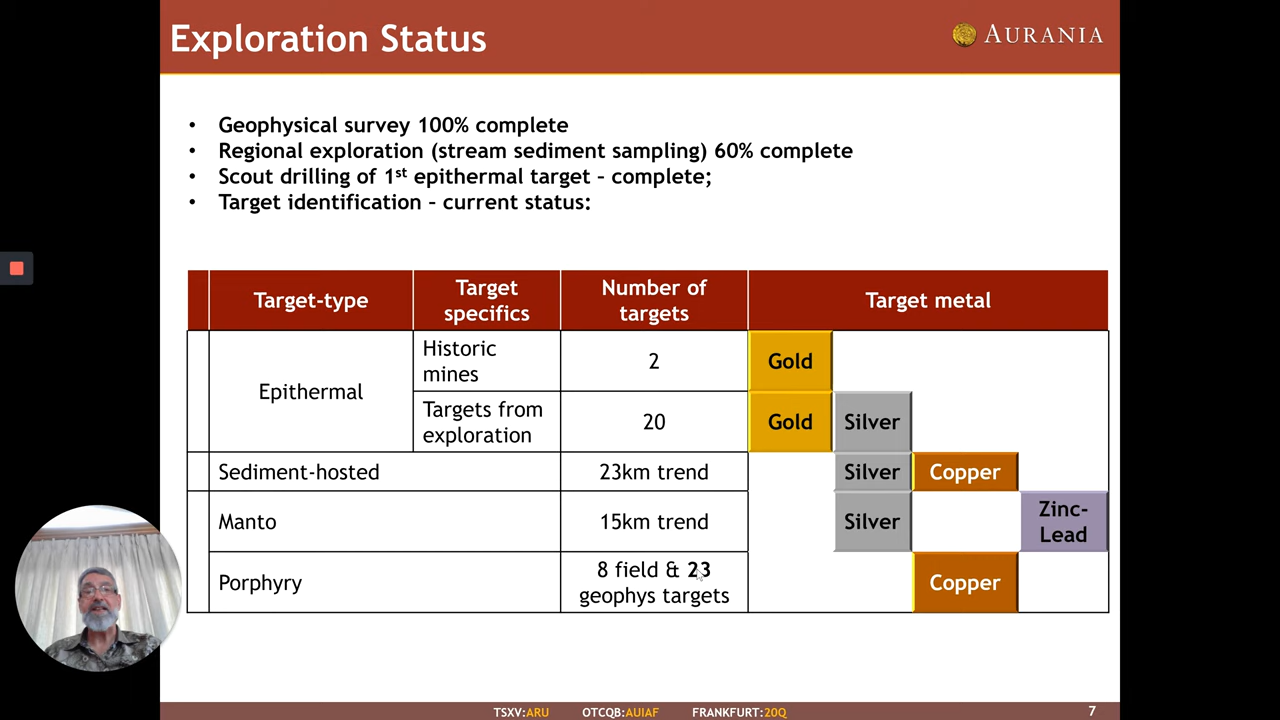 Exploration Status
AURANIA
• Geophysical survey 100% complete
• Regional exploration (stream sediment sampling) 60% complete
• Scout drilling of 1st epithermal target – complete;
• Target identification – current status:
Target-type
Target
specifics
Number of
targets
Target metal
Epithermal
Historic
mines
2
Gold
Targets from
exploration
20
Gold
Silver
Sediment-hosted
23km trend
Silver
Copper
Manto
15km trend
Silver
Zinc-
Lead
Porphyry
8 field & 23
geophys targets
Copper
TSXV:ARU OTCQB:AUIAF FRANKFURT:20Q
7